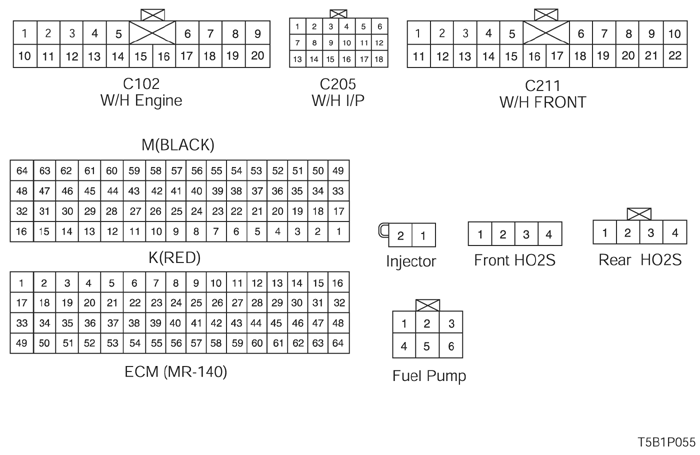 1 2 3 4 5 6 7 8 9
10 11 12 13 14 15 16 17 18 19 20
C102
W/H Engine
1 2 3 4 5 6
7 8 9 10 11 12
13 14 15 16 17 18
C205
W/H I/P
1 2 3 4 5 6 7 8 9 10
11 12 13 14 15 16 17 18 19 20 21 22
C211
W/H FRONT
M(BLACK)
64 63 62 61 60 59 58 57 56 55 54 53 52 51 50 49
48 47 46 45 44 43 42 41 40 39 38 37 36 35 34 33
32 31 30 29 28 27 26 25 24 23 22 21 20 19 18 17
16 15 14 13 12 11 10 9 8 7 6 5 4 3 2 1
K(RED)
1 2 3 4 5 6 7 8 9 10 11 12 13 14 15 16
17 18 19 20 21 22 23 24 25 26 27 28 29 30 31 32
33 34 35 36 37 38 39 40 41 42 43 44 45 46 47 48
49 50 51 52 53 54 55 56 57 58 59 60 61 62 63 64
ECM (MR-140)
2 1
Injector
1 2 3 4
Front HO2S
1 2 3 4
Rear HO2S
1 2 3
4 5 6
Fuel Pump
T5B1P055